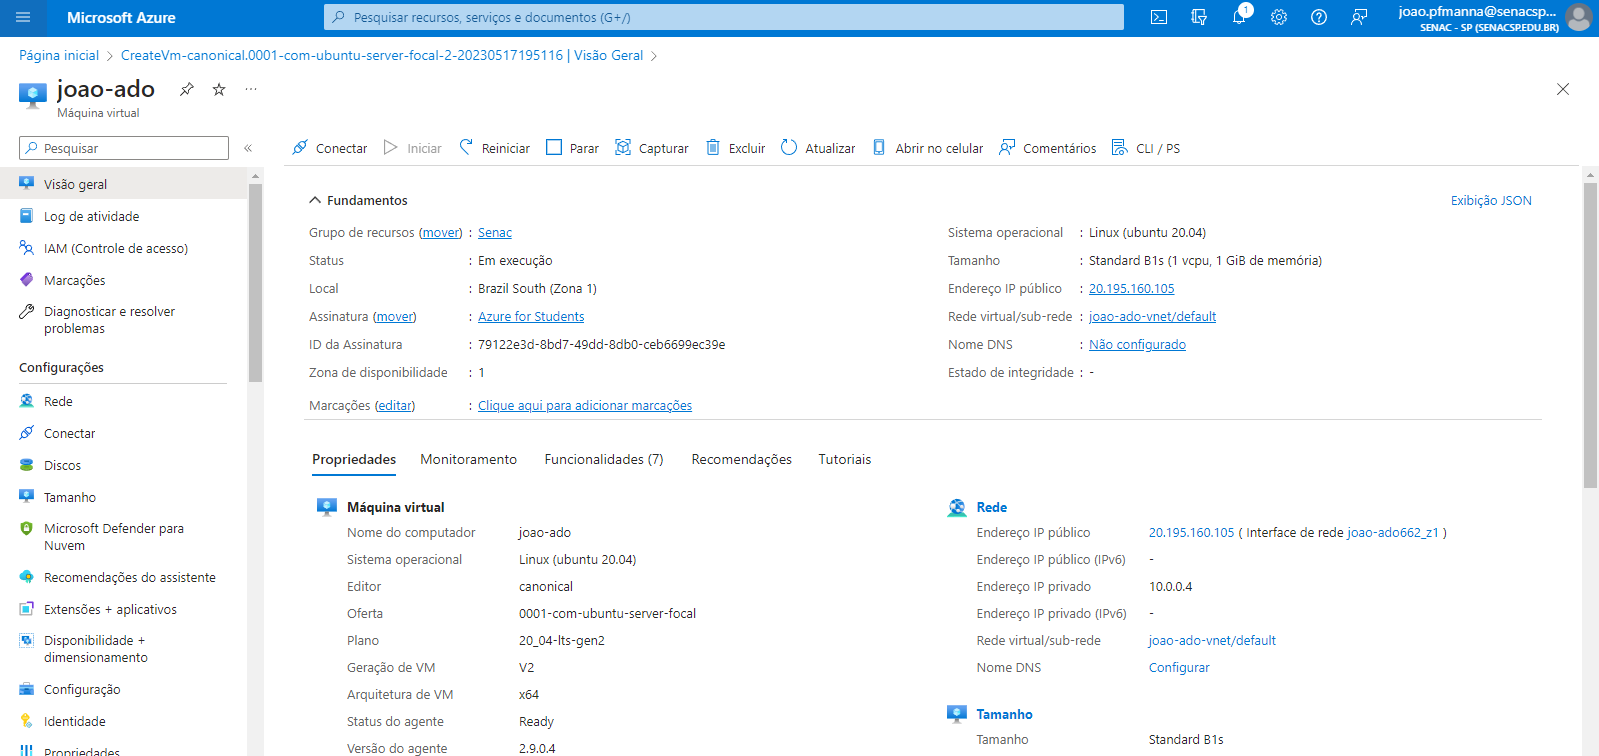 Microsoft Azure
Pesquisar recursos, serviços e documentos (G+/)
1
joao.pfmanna@senacsp....
SENAC - SP (SENACSP.EDU.BR)
Página inicial > CreateVm-canonical.0001-com-ubuntu-server-focal-2-20230517195116 | Visão Geral >
joao-ado
Máquina virtual
Pesquisar
«
Conectar
Iniciar
Reiniciar
Parar
Capturar
Excluir
Atualizar
Abrir no celular
Comentários
CLI / PS
Visão geral
Log de atividade
IAM (Controle de acesso)
Marcações
Diagnosticar e resolver
problemas
Configurações
Rede
Conectar
Discos
Tamanho
Microsoft Defender para
Nuvem
Recomendações do assistente
Extensões + aplicativos
Disponibilidade +
dimensionamento
Configuração
Identidade
Propriedades
Fundamentos
Exibição JSON
Grupo de recursos (mover) : Senac
Status : Em execução
Local : Brazil South (Zona 1)
Assinatura (mover) : Azure for Students
ID da Assinatura : 79122e3d-8bd7-49dd-8db0-ceb6699ec39e
Zona de disponibilidade : 1
Marcações (editar) : Clique aqui para adicionar marcações
Sistema operacional : Linux (ubuntu 20.04)
Tamanho : Standard B1s (1 vcpu, 1 GiB de memória)
Endereço IP público : 20.195.160.105
Rede virtual/sub-rede : joao-ado-vnet/default
Nome DNS : Não configurado
Estado de integridade : -
Propriedades
Monitoramento
Funcionalidades (7)
Recomendações
Tutoriais
Máquina virtual
Nome do computador joao-ado
Sistema operacional Linux (ubuntu 20.04)
Editor canonical
Oferta 0001-com-ubuntu-server-focal
Plano 20_04-lts-gen2
Geração de VM V2
Arquitetura de VM x64
Status do agente Ready
Versão do agente 2.9.0.4
Rede
Endereço IP público 20.195.160.105 ( Interface de rede joao-ado662_z1 )
Endereço IP público (IPv6) -
Endereço IP privado 10.0.0.4
Endereço IP privado (IPv6) -
Rede virtual/sub-rede joao-ado-vnet/default
Nome DNS Configurar
Tamanho
Tamanho Standard B1s